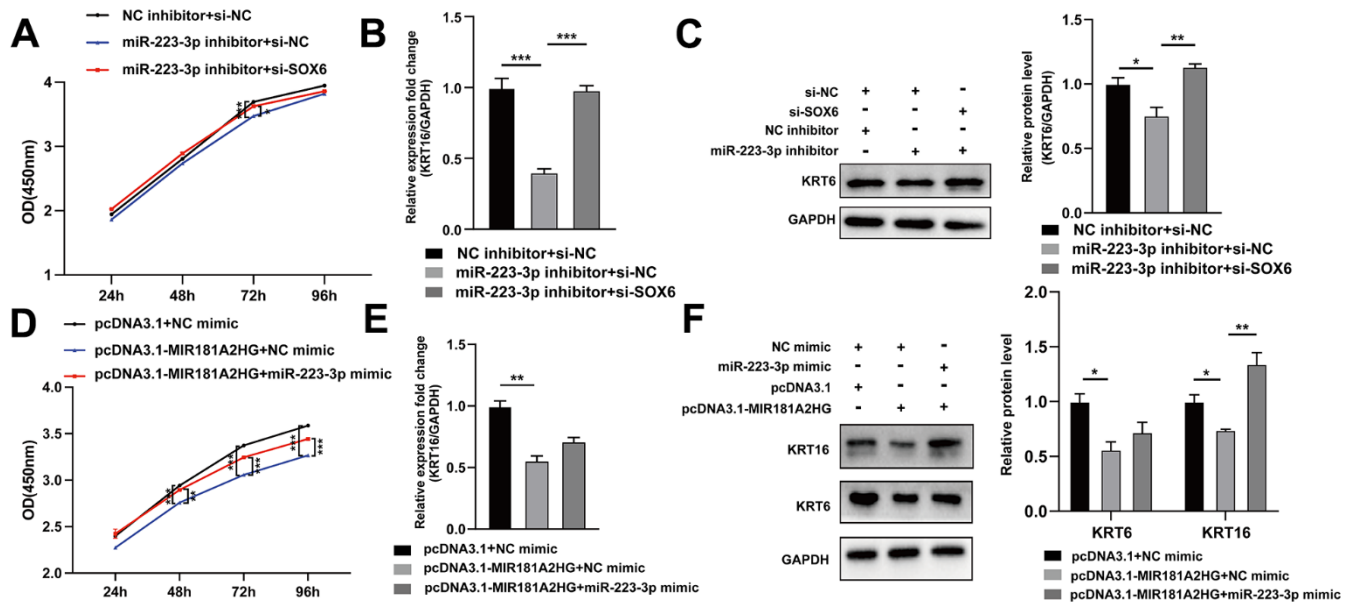 A
NC inhibitor+si-NC
miR-223-3p inhibitor+si-NC
miR-223-3p inhibitor+si-SOX6
OD(450nm)
4
3
2
1
***
*
24h 48h 72h 96h
B
Relative expression fold change
(KRT16/GAPDH)
1.5
1.0
0.5
0.0
*** ***
NC inhibitor+si-NC
miR-223-3p inhibitor+si-NC
miR-223-3p inhibitor+si-SOX6
C
si-NC + + -
si-SOX6 - - +
NC inhibitor + - -
miR-223-3p inhibitor - + +
KRT6
GAPDH
Relative protein level
(KRT6/GAPDH)
1.5
1.0
0.5
0.0
* **
NC inhibitor+si-NC
miR-223-3p inhibitor+si-NC
miR-223-3p inhibitor+si-SOX6
D
pcDNA3.1+NC mimic
pcDNA3.1-MIR181A2HG+NC mimic
pcDNA3.1-MIR181A2HG+miR-223-3p mimic
OD(450nm)
4.0
3.5
3.0
2.5
2.0
*** **
*** ***
*** ***
24h 48h 72h 96h
E
Relative expression fold change
(KRT16/GAPDH)
1.5
1.0
0.5
0.0
**
pcDNA3.1+NC mimic
pcDNA3.1-MIR181A2HG+NC mimic
pcDNA3.1-MIR181A2HG+miR-223-3p mimic
F
NC mimic + + -
miR-223-3p mimic - - +
pcDNA3.1 + - -
pcDNA3.1-MIR181A2HG - + +
KRT16
KRT6
GAPDH
Relative protein level
2.0
1.5
1.0
0.5
0.0
* * **
KRT6 KRT16
pcDNA3.1+NC mimic
pcDNA3.1-MIR181A2HG+NC mimic
pcDNA3.1-MIR181A2HG+miR-223-3p mimic